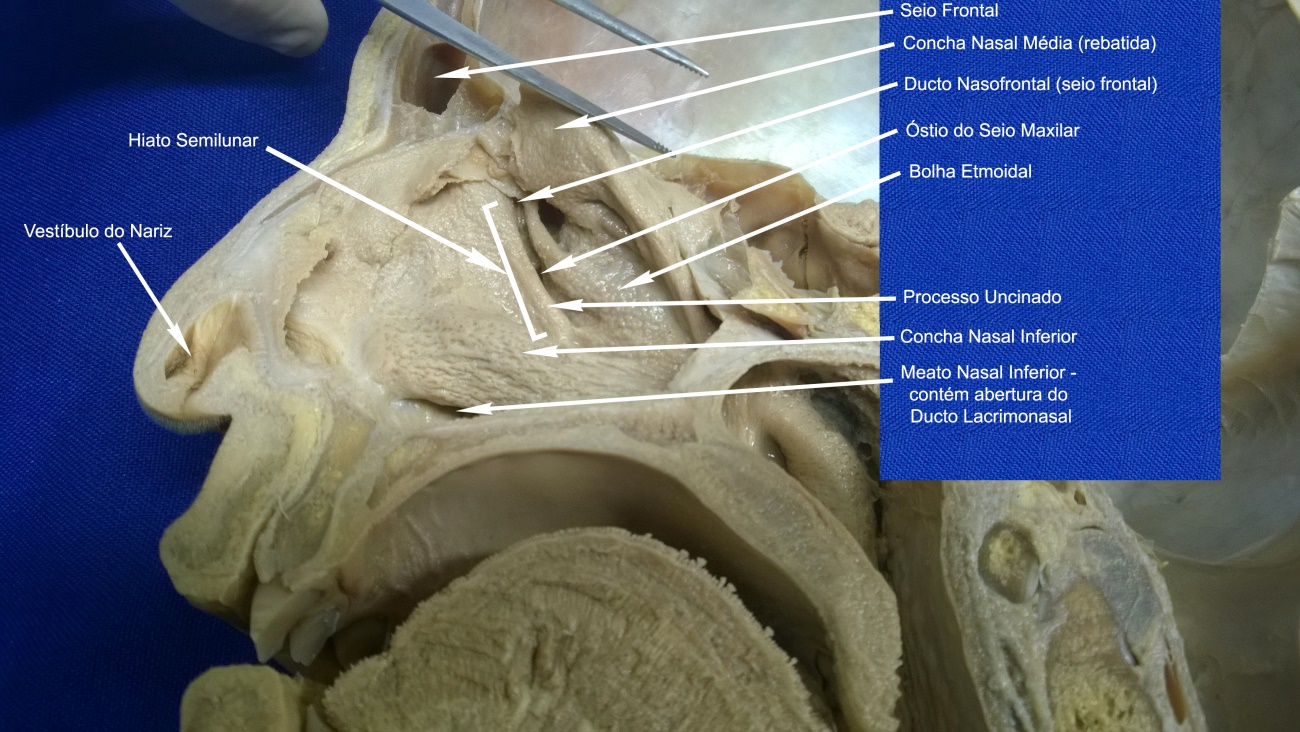 Seio Frontal
Concha Nasal Média (rebatida)
Ducto Nasofrontal (seio frontal)
Óstio do Seio Maxilar
Bolha Etmoidal
Hiato Semilunar
Vestíbulo do Nariz
Processo Uncinado
Concha Nasal Inferior
Meato Nasal Inferior -
contém abertura do
Ducto Lacrimonasal